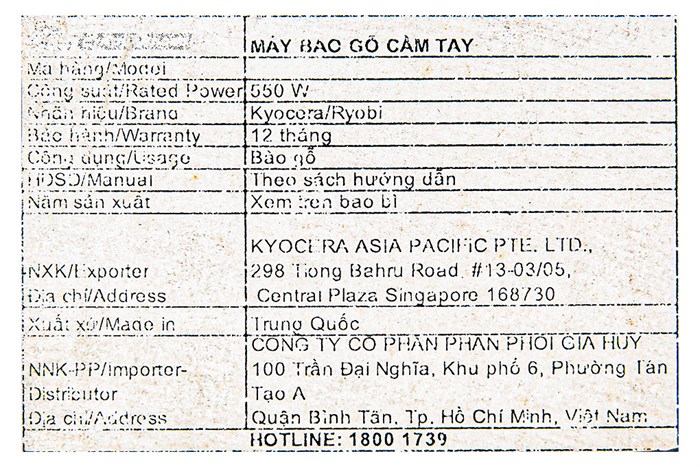 MÁY BÀO GỖ CẦM TAY
Mã hàng/Model
Công suất/Rated Power 550 W
Nhãn hiệu/Brand Kyocera/Ryobi
Bảo hành/Warranty 12 tháng
Công dụng/Usage Bào gỗ
HDSD/Manual Theo sách hướng dẫn
Năm sản xuất Xem trên bao bì
KYOCERA ASIA PACIFIC PTE. LTD.,
NXK/Exporter 298 Tiong Bahru Road, #13-03/05,
Địa chỉ/Address Central Plaza Singapore 168730
Xuất xứ/Made in Trung Quốc
CÔNG TY CỔ PHẦN PHÂN PHỐI GIA HUY
NNK-PP/Importer- 100 Trần Đại Nghĩa, Khu phố 6, Phường Tân
Distributor Tạo A
Địa chỉ/Address Quận Bình Tân, Tp. Hồ Chí Minh, Việt Nam
HOTLINE: 1800 1739